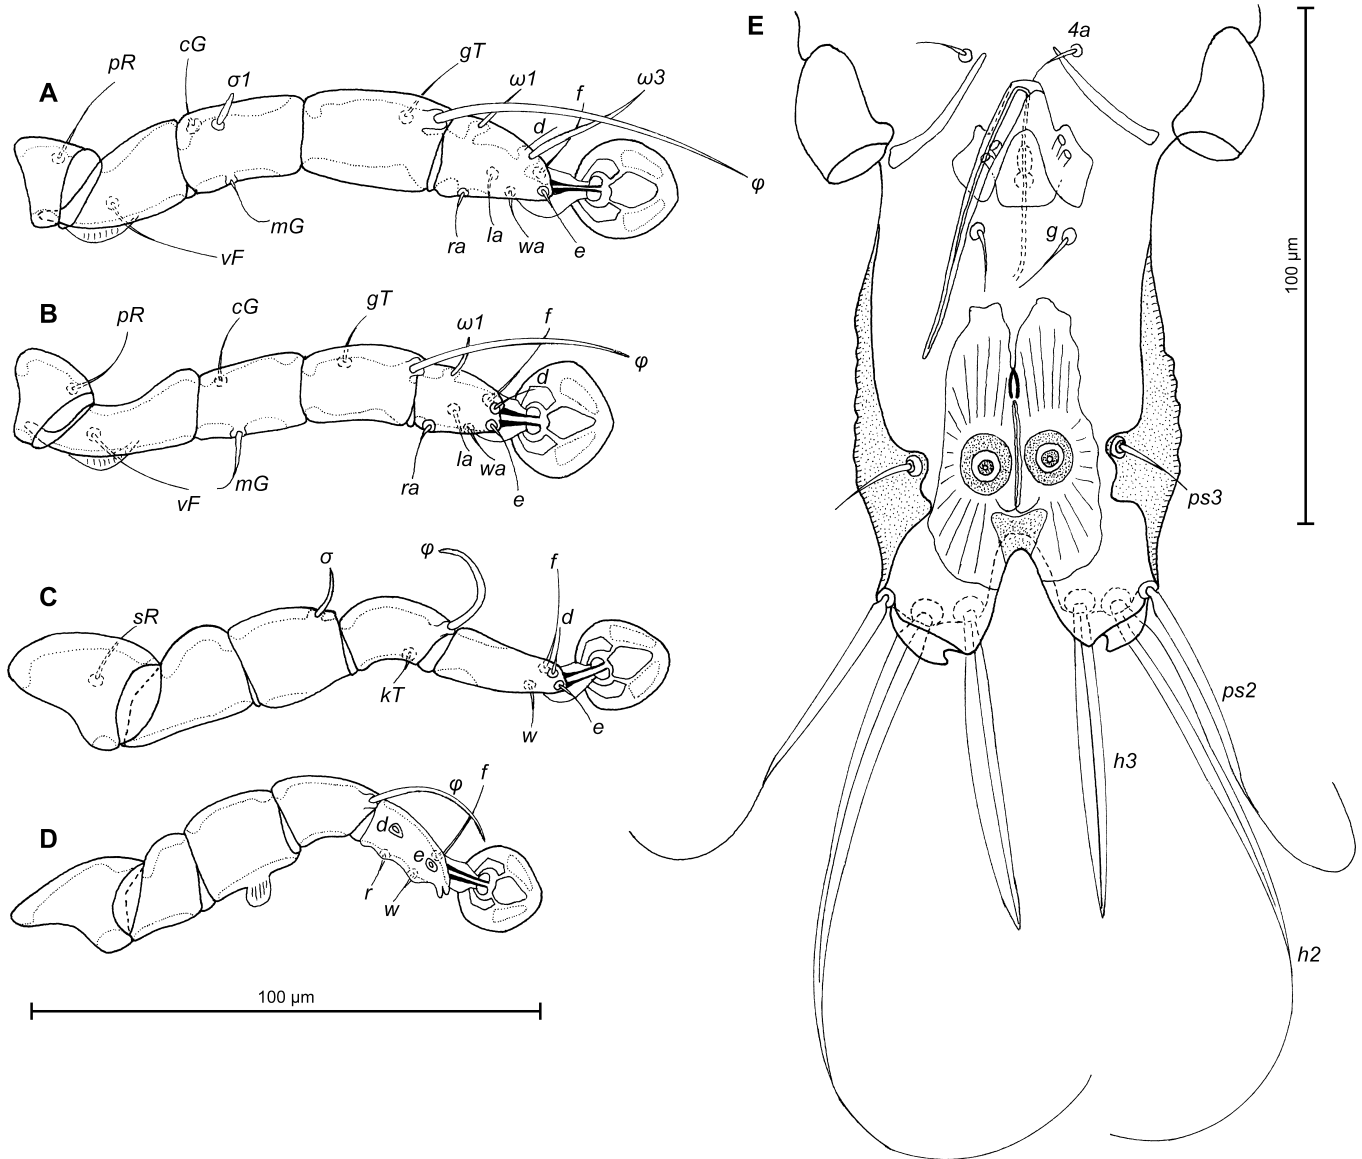 A
pR
cG
σ1
gT
ω1
f
ω3
d
φ
vF
mG
ra
la
wa
e
B
pR
cG
gT
ω1
f
φ
d
vF
mG
ra
la
wa
e
C
sR
σ
φ
f
d
kT
w
e
D
φ
f
d
e
r
w
100 µm
E
4a
g
100 µm
ps3
ps2
h3
h2